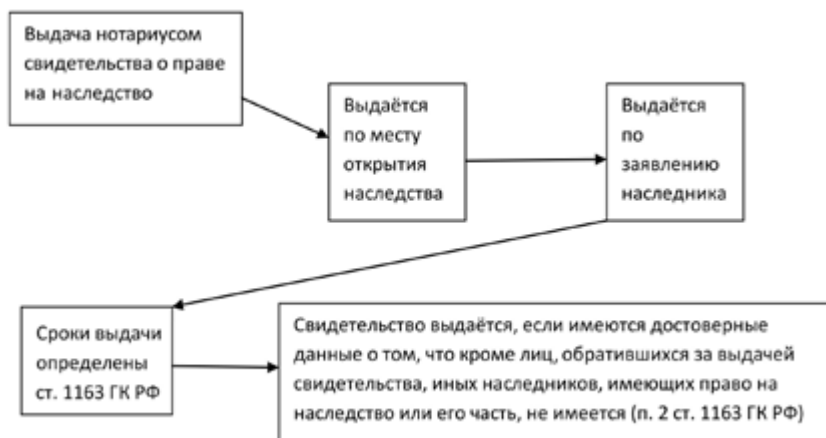 Выдача нотариусом
свидетельства о праве
на наследство
Выдаётся
по месту
открытия
наследства
Выдаётся
по
заявлению
наследника
Сроки выдачи
определены
ст. 1163 ГК РФ
Свидетельство выдаётся, если имеются достоверные
данные о том, что кроме лиц, обратившихся за выдачей
свидетельства, иных наследников, имеющих право на
наследство или его часть, не имеется (п. 2 ст. 1163 ГК РФ)